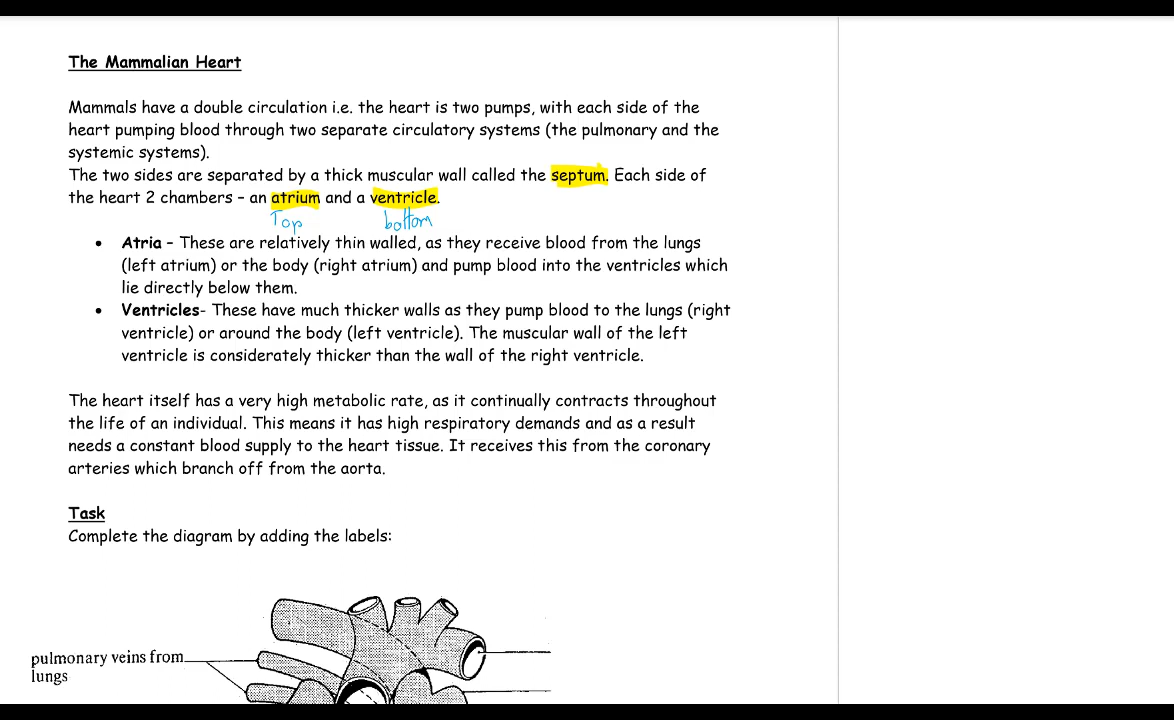 The Mammalian Heart
Mammals have a double circulation i.e. the heart is two pumps, with each side of the
heart pumping blood through two separate circulatory systems (the pulmonary and the
systemic systems).
The two sides are separated by a thick muscular wall called the septum. Each side of
the heart 2 chambers – an atrium and a ventricle.
Top bottom
• Atria – These are relatively thin walled, as they receive blood from the lungs
(left atrium) or the body (right atrium) and pump blood into the ventricles which
lie directly below them.
• Ventricles- These have much thicker walls as they pump blood to the lungs (right
ventricle) or around the body (left ventricle). The muscular wall of the left
ventricle is considerately thicker than the wall of the right ventricle.
The heart itself has a very high metabolic rate, as it continually contracts throughout
the life of an individual. This means it has high respiratory demands and as a result
needs a constant blood supply to the heart tissue. It receives this from the coronary
arteries which branch off from the aorta.
Task
Complete the diagram by adding the labels:
pulmonary veins from
lungs